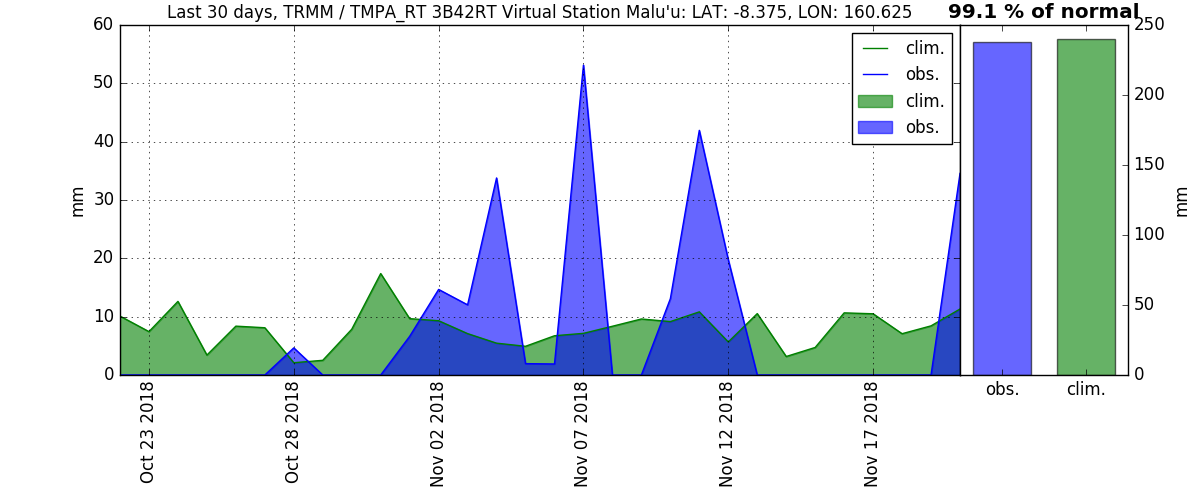 Last 30 days, TRMM / TMPA_RT 3B42RT Virtual Station Malu'u: LAT: -8.375, LON: 160.625
99.1 % of normal
60
50
40
30
20
10
0
mm
clim.
obs.
clim.
obs.
250
200
150
100
50
0
mm
obs.
clim.
Oct 23 2018
Oct 28 2018
Nov 02 2018
Nov 07 2018
Nov 12 2018
Nov 17 2018